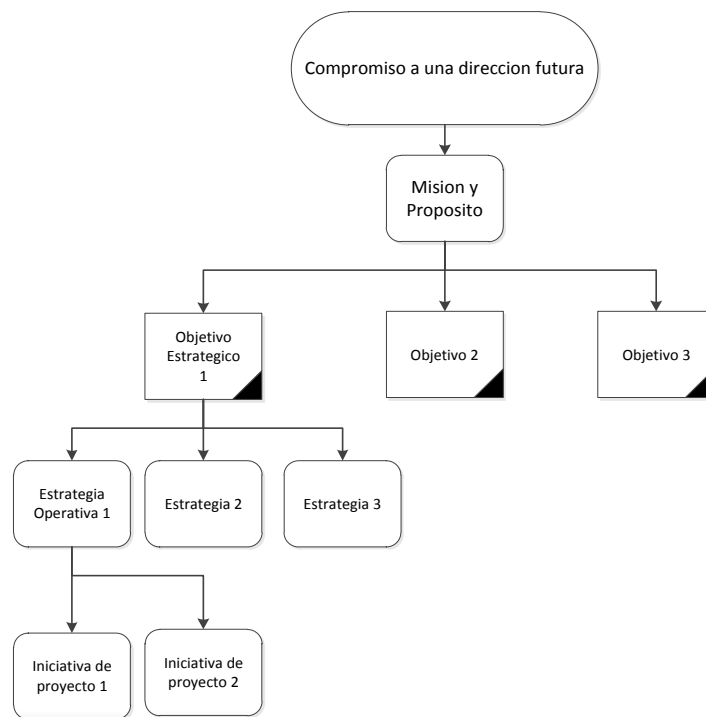 Compromiso a una direccion futura
Mision y
Proposito
Objetivo
Estrategico
1
Objetivo 2
Objetivo 3
Estrategia
Operativa 1
Estrategia 2
Estrategia 3
Iniciativa de
proyecto 1
Iniciativa de
proyecto 2